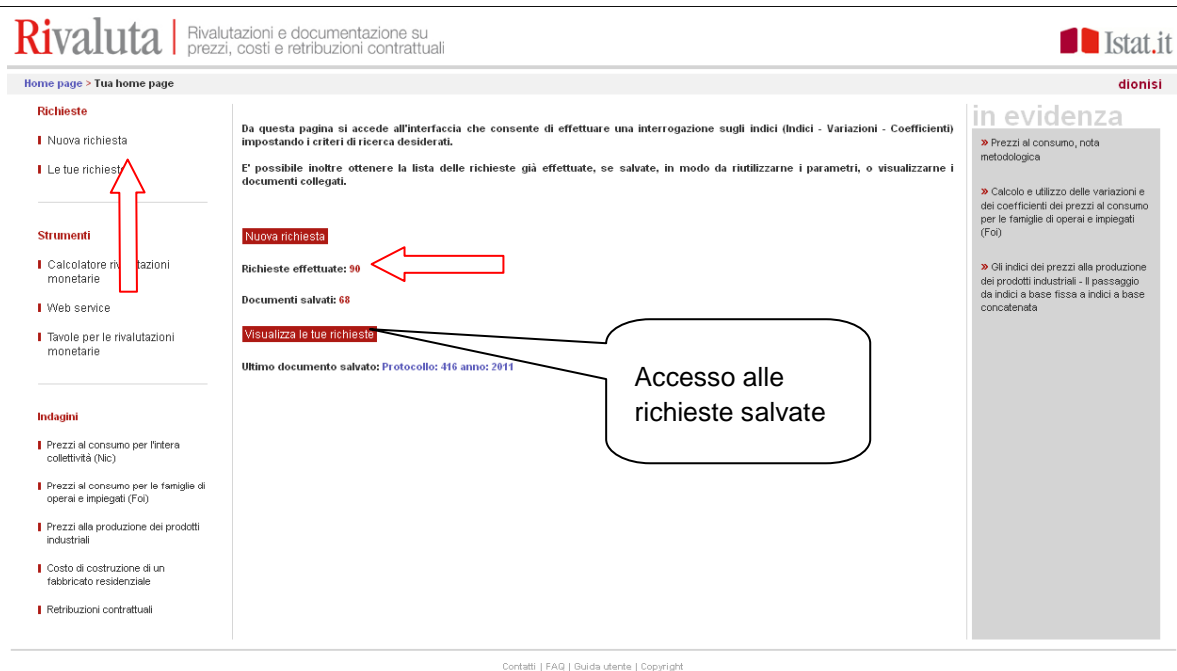 Rivaluta
Rivalutazioni e documentazione su
prezzi, costi e retribuzioni contrattuali
Istat.it
Home page > Tua home page
dionisi
Richieste
Nuova richiesta
Le tue richieste
Strumenti
Calcolatore rivalutazioni
monetarie
Web service
Tavole per le rivalutazioni
monetarie
Indagini
Prezzi al consumo per l'intera
collettività (Nic)
Prezzi al consumo per le famiglie di
operai e impiegati (Foi)
Prezzi alla produzione dei prodotti
industriali
Costo di costruzione di un
fabbricato residenziale
Retribuzioni contrattuali
Da questa pagina si accede all'interfaccia che consente di effettuare una interrogazione sugli indici (Indici - Variazioni - Coefficienti)
impostando i criteri di ricerca desiderati.
E' possibile inoltre ottenere la lista delle richieste già effettuate, se salvate, in modo da riutilizzarne i parametri, o visualizzarne i
documenti collegati.
Nuova richiesta
Richieste effettuate: 90
Documenti salvati: 68
Visualizza le tue richieste
Ultimo documento salvato: Protocollo: 416 anno: 2011
Accesso alle
richieste salvate
in evidenza
» Prezzi al consumo, nota
metodologica
» Calcolo e utilizzo delle variazioni e
dei coefficienti dei prezzi al consumo
per le famiglie di operai e impiegati
(Foi)
» Gli indici dei prezzi alla produzione
dei prodotti industriali - Il passaggio
da indici a base fissa a indici a base
concatenata
Contatti | FAQ | Guida utente | Copyright